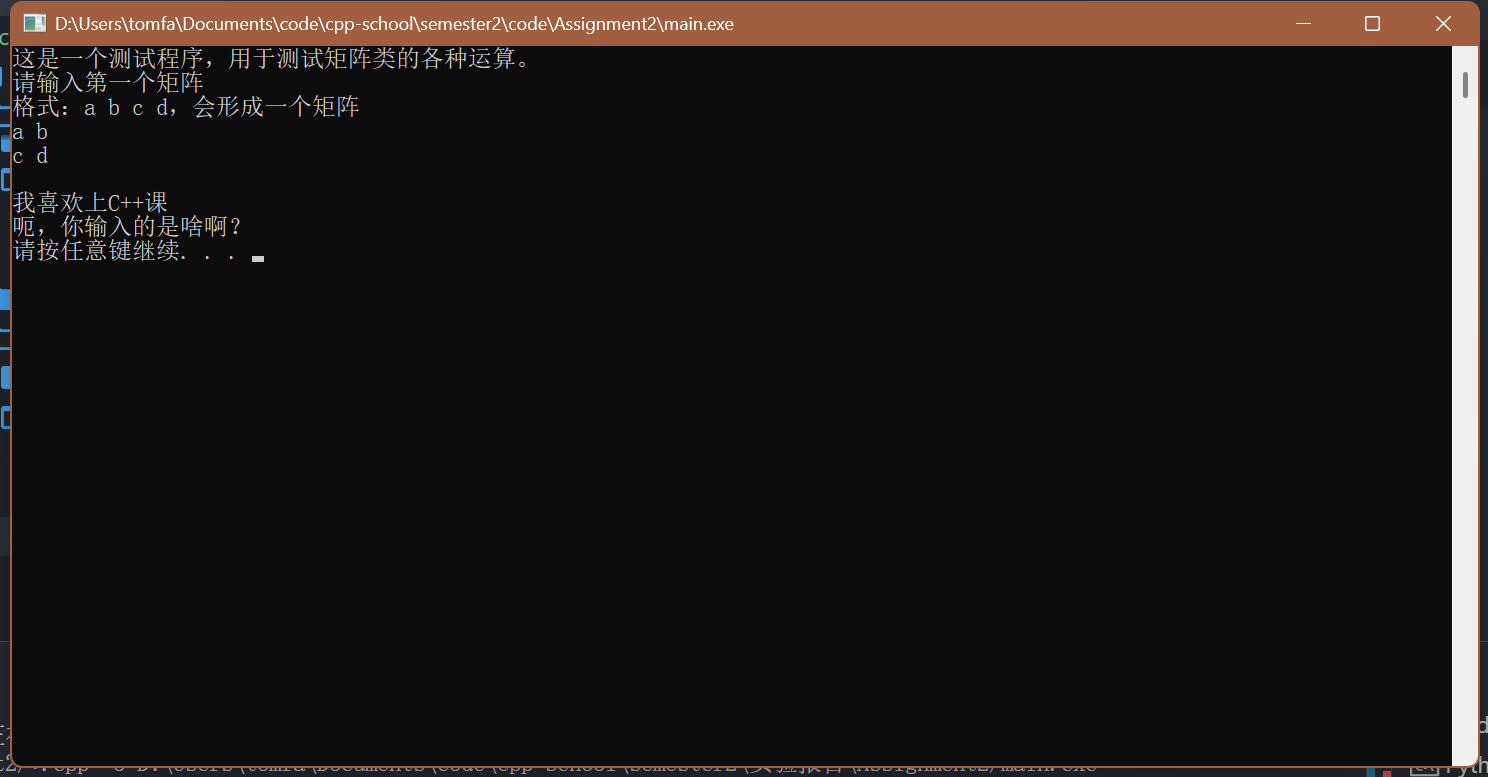 D:\Users\tomfa\Documents\code\cpp-school\semester2\code\Assignment2\main.exe
这是一个测试程序，用于测试矩阵类的各种运算。
请输入第一个矩阵
格式：a b c d，会形成一个矩阵
a b
c d
我喜欢上C++课
呃，你输入的是啥啊？
请按任意键继续. . .